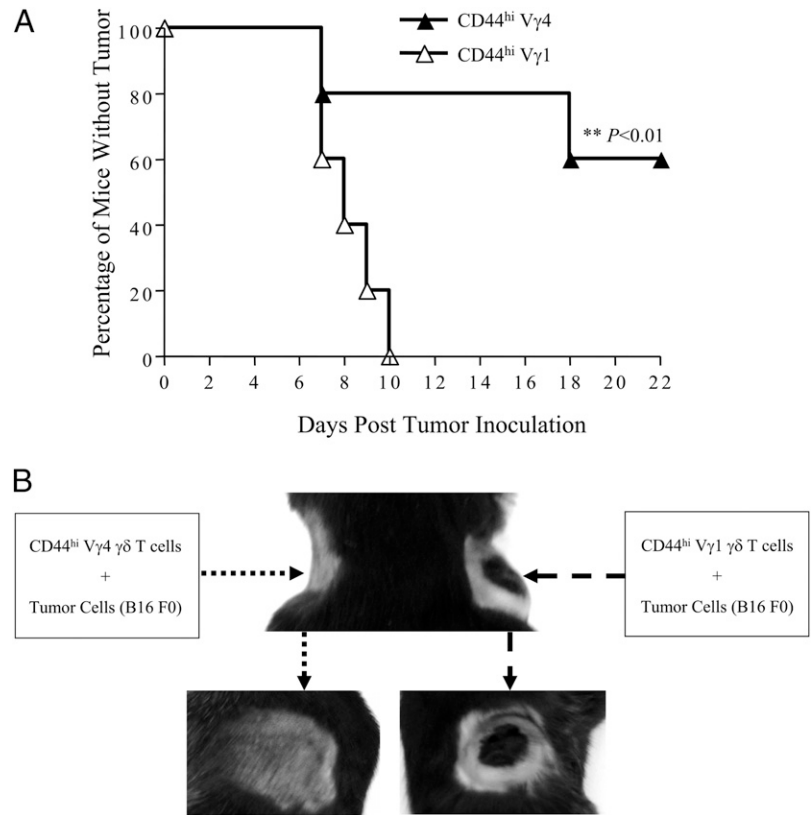 A
CD44hi Vγ4
CD44hi Vγ1
Percentage of Mice Without Tumor
100
80
60
40
20
0
** P<0.01
0 2 4 6 8 10 12 14 16 18 20 22
Days Post Tumor Inoculation
B
CD44hi Vγ4 γδ T cells
+
Tumor Cells (B16 F0)
CD44hi Vγ1 γδ T cells
+
Tumor Cells (B16 F0)